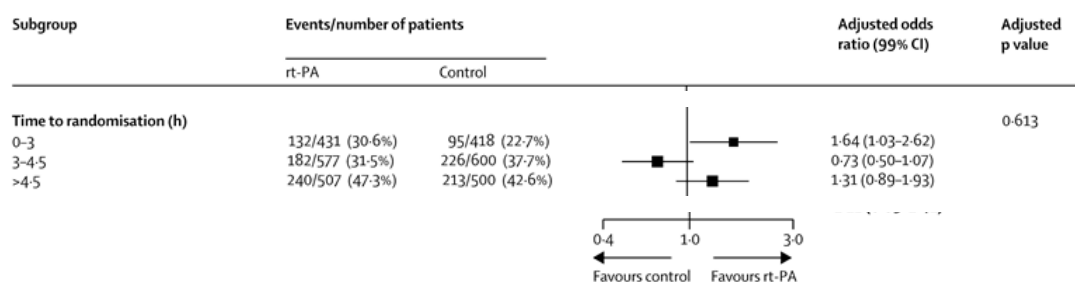 Subgroup Events/number of patients Adjusted odds Adjusted
ratio (99% CI) p value
rt-PA Control
Time to randomisation (h) 0·613
0–3 132/431 (30·6%) 95/418 (22·7%) 1·64 (1·03–2·62)
3–4·5 182/577 (31·5%) 226/600 (37·7%) 0·73 (0·50–1·07)
>4·5 240/507 (47·3%) 213/500 (42·6%) 1·31 (0·89–1·93)
0·4 1·0 3·0
Favours control Favours rt-PA